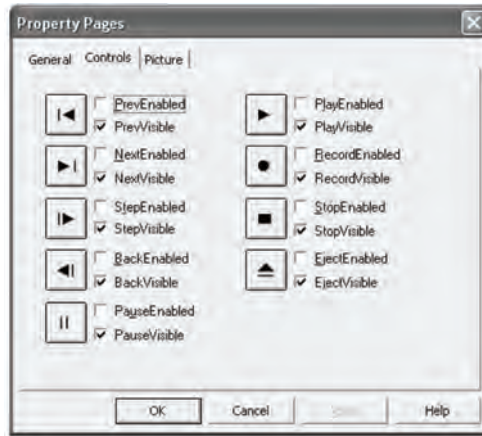 Property Pages
General Controls Picture
PrevEnabled
PrevVisible
NextEnabled
NextVisible
StepEnabled
StepVisible
BackEnabled
BackVisible
PauseEnabled
PauseVisible
PlayEnabled
PlayVisible
RecordEnabled
RecordVisible
StopEnabled
StopVisible
EjectEnabled
EjectVisible
OK Cancel Help